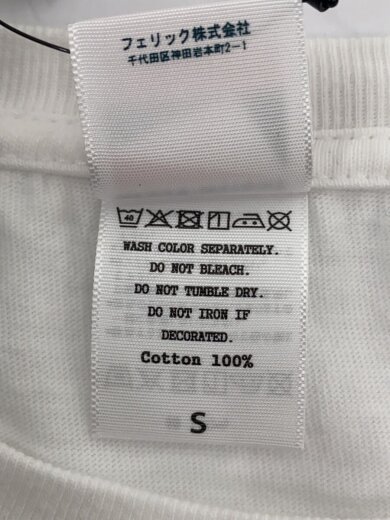 フェリック株式会社
千代田区神田岩本町2-1
40
WASH COLOR SEPARATELY.
DO NOT BLEACH.
DO NOT TUMBLE DRY.
DO NOT IRON IF
DECORATED.
Cotton 100%
S